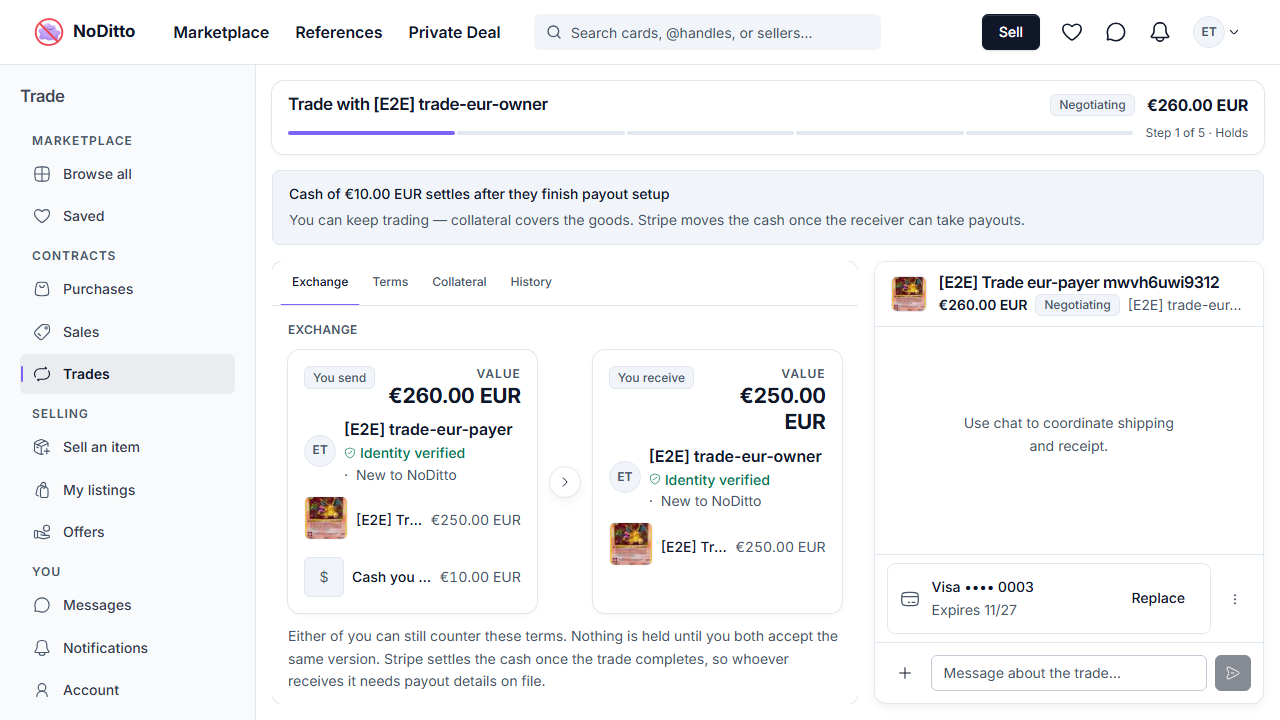 NoDitto
Marketplace
References
Private Deal
Search cards, @handles, or sellers...
Sell
ET
Trade
MARKETPLACE
Browse all
Saved
CONTRACTS
Purchases
Sales
Trades
SELLING
Sell an item
My listings
Offers
YOU
Messages
Notifications
Account
Trade with [E2E] trade-eur-owner
Negotiating
€260.00 EUR
Step 1 of 5 · Holds
Cash of €10.00 EUR settles after they finish payout setup
You can keep trading — collateral covers the goods. Stripe moves the cash once the receiver can take payouts.
Exchange
Terms
Collateral
History
EXCHANGE
You send
VALUE
€260.00 EUR
ET
[E2E] trade-eur-payer
Identity verified
· New to NoDitto
[E2E] Tr... €250.00 EUR
$ Cash you ... €10.00 EUR
You receive
VALUE
€250.00
EUR
ET
[E2E] trade-eur-owner
Identity verified
· New to NoDitto
[E2E] Tr... €250.00 EUR
Either of you can still counter these terms. Nothing is held until you both accept the
same version. Stripe settles the cash once the trade completes, so whoever
receives it needs payout details on file.
[E2E] Trade eur-payer mwvh6uwi9312
€260.00 EUR Negotiating [E2E] trade-eur...
Use chat to coordinate shipping
and receipt.
Visa •••• 0003
Expires 11/27
Replace
Message about the trade...